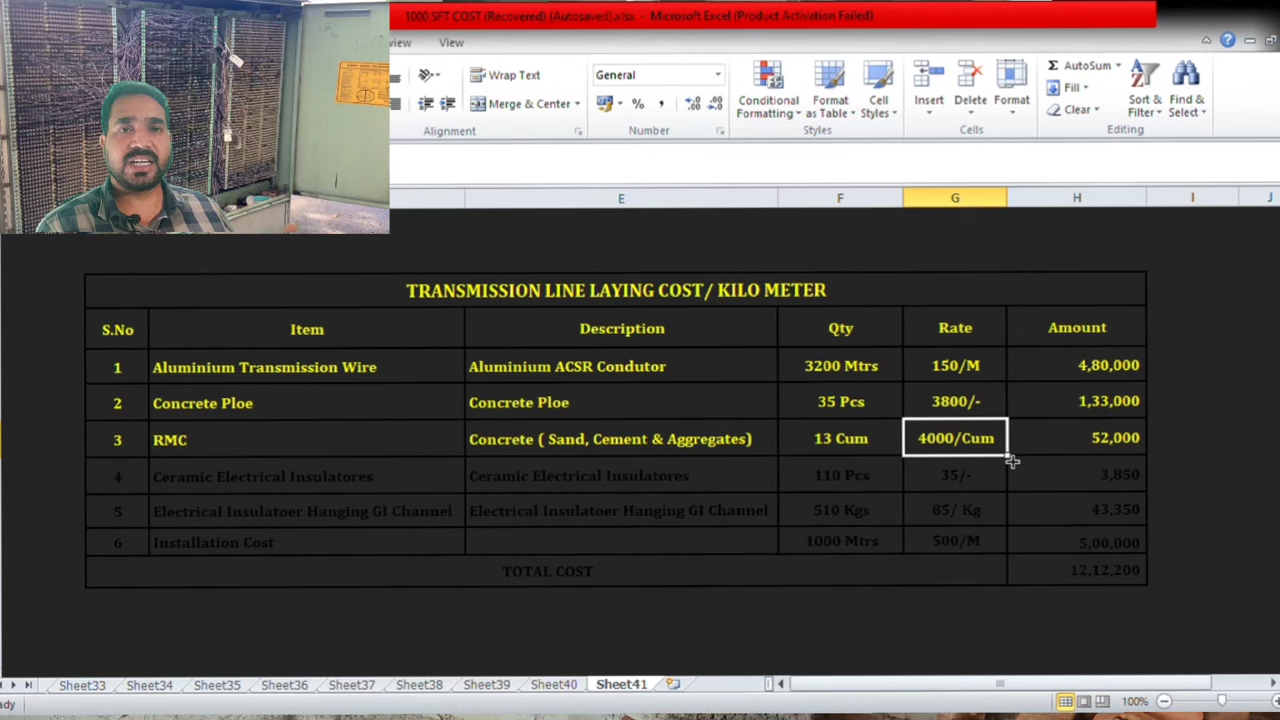 1000 SFT COST (Recovered) (Autosaved).xlsx - Microsoft Excel (Product Activation Failed)
view View
Wrap Text General AutoSum
Fill
Merge & Center % , Conditional Formatting Format as Table Cell Styles Insert Delete Format Clear Sort & Filter Find & Select
Alignment Number Styles Cells Editing
E F G H I J
TRANSMISSION LINE LAYING COST/ KILO METER
S.No Item Description Qty Rate Amount
1 Aluminium Transmission Wire Aluminium ACSR Condutor 3200 Mtrs 150/M 4,80,000
2 Concrete Ploe Concrete Ploe 35 Pcs 3800/- 1,33,000
3 RMC Concrete ( Sand, Cement & Aggregates) 13 Cum 4000/Cum 52,000
4 Ceramic Electrical Insulatores Ceramic Electrical Insulatores 110 Pcs 35/- 3,850
5 Electrical Insulatoer Hanging GI Channel Electrical Insulatoer Hanging GI Channel 510 Kgs 85/ Kg 43,350
6 Installation Cost 1000 Mtrs 500/M 5,00,000
TOTAL COST 12,12,200
Sheet33 Sheet34 Sheet35 Sheet36 Sheet37 Sheet38 Sheet39 Sheet40 Sheet41
ady 100%